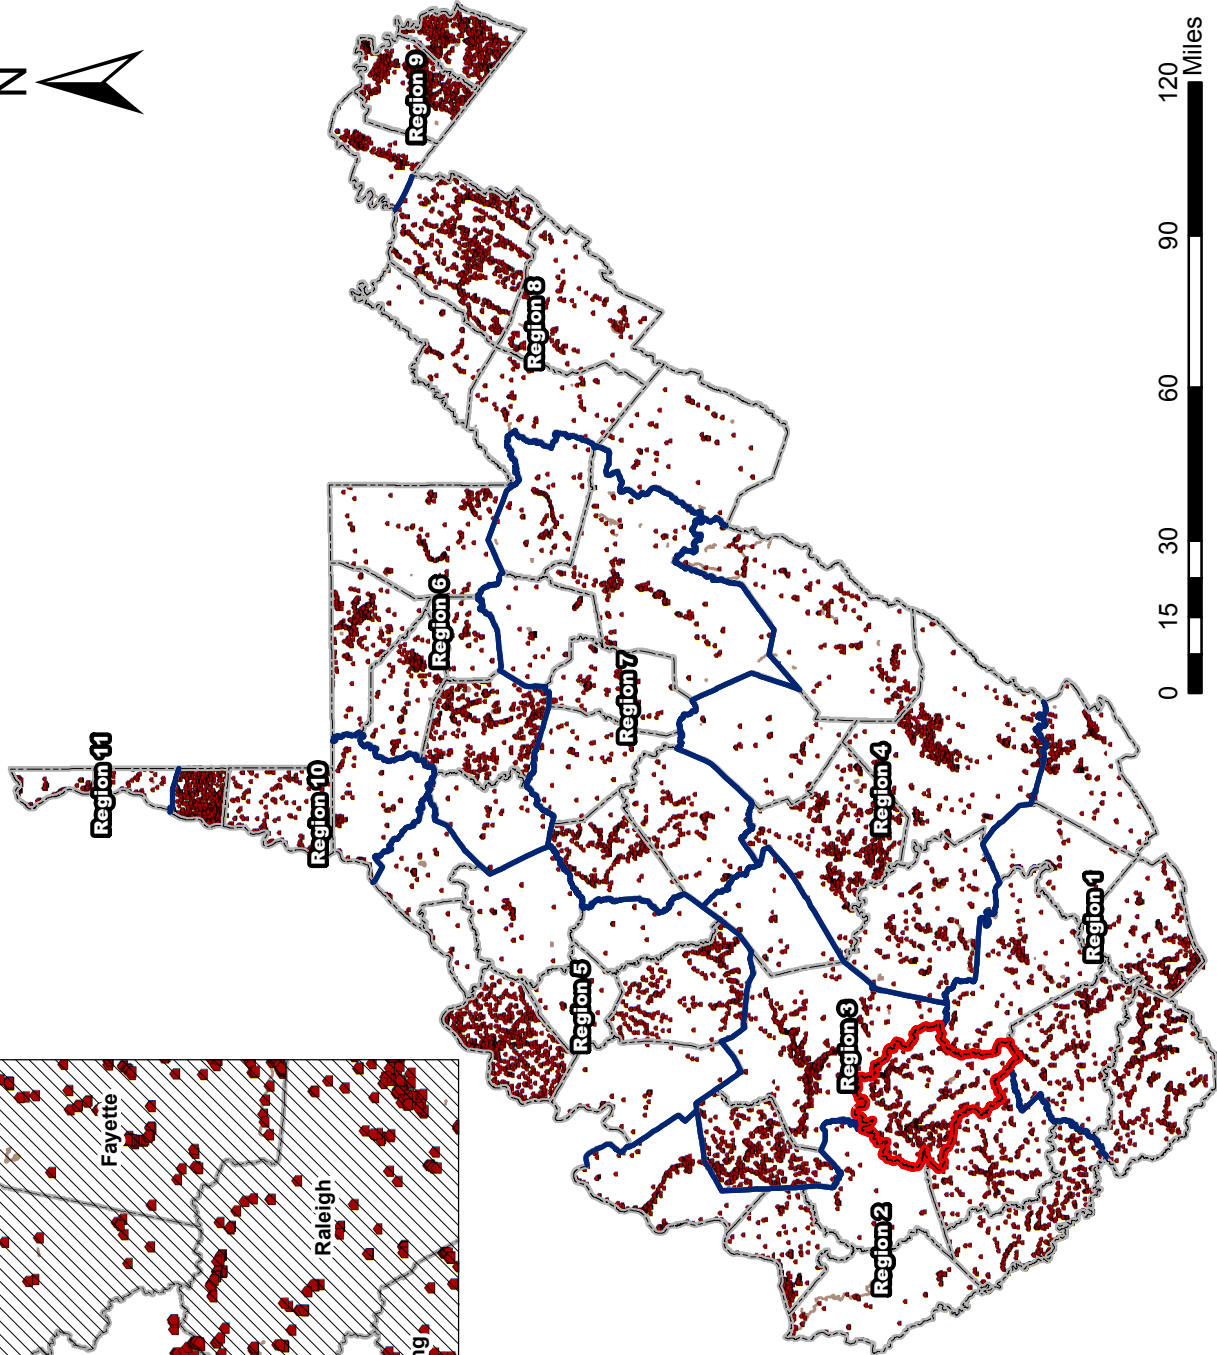 N
Region 11
Region 10
Region 9
Region 8
Region 6
Region 7
Region 5
Region 4
Region 3
Region 2
Region 1
Fayette
Raleigh
ng
0 15 30 60 90 120
Miles